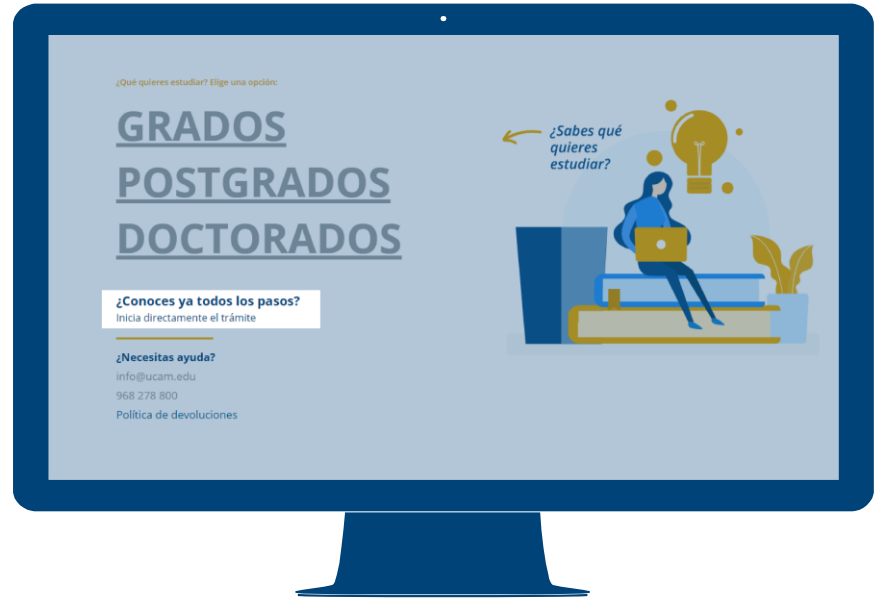 ¿Qué quieres estudiar? Elige una opción:
GRADOS
POSTGRADOS
DOCTORADOS
¿Conoces ya todos los pasos?
Inicia directamente el trámite
¿Necesitas ayuda?
info@ucam.edu
968 278 800
Política de devoluciones
¿Sabes qué
quieres
estudiar?